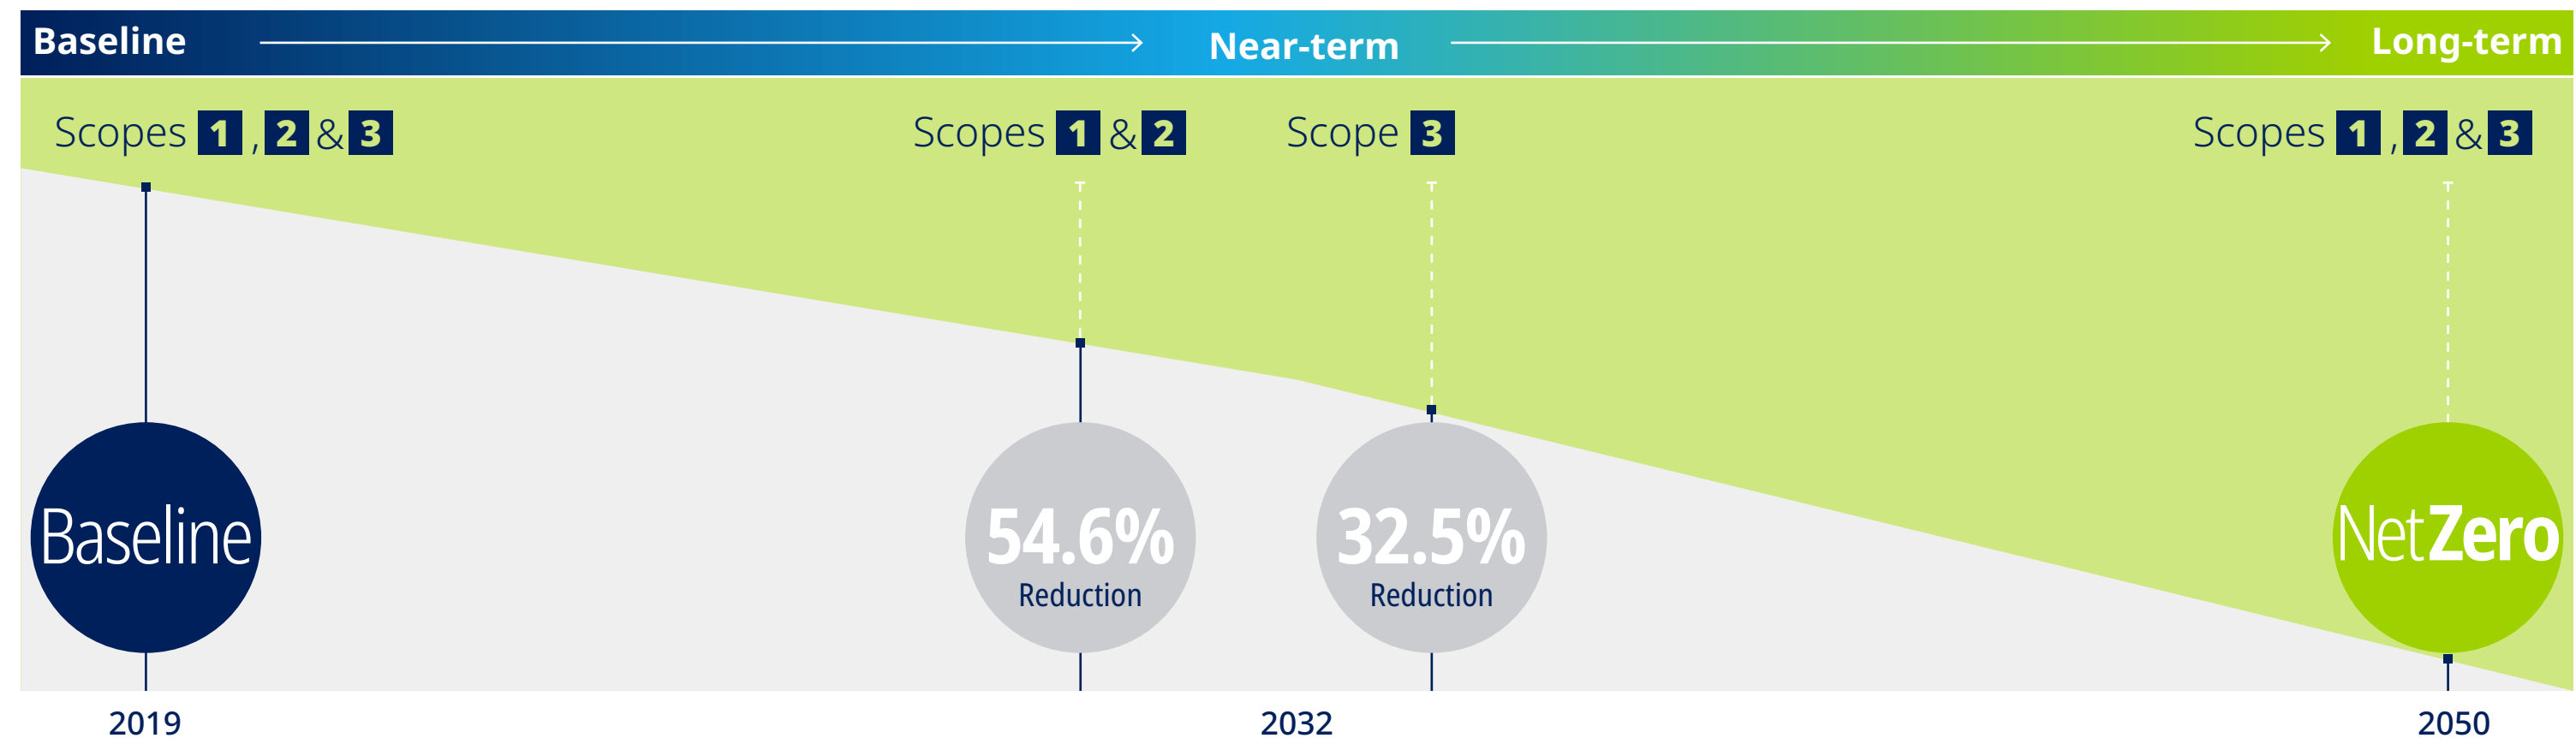 Baseline Near-term Long-term
Scopes 1, 2 & 3
Scopes 1 & 2
Scope 3
Scopes 1, 2 & 3
Baseline
54.6%
Reduction
32.5%
Reduction
NetZero
2019 2032 2050